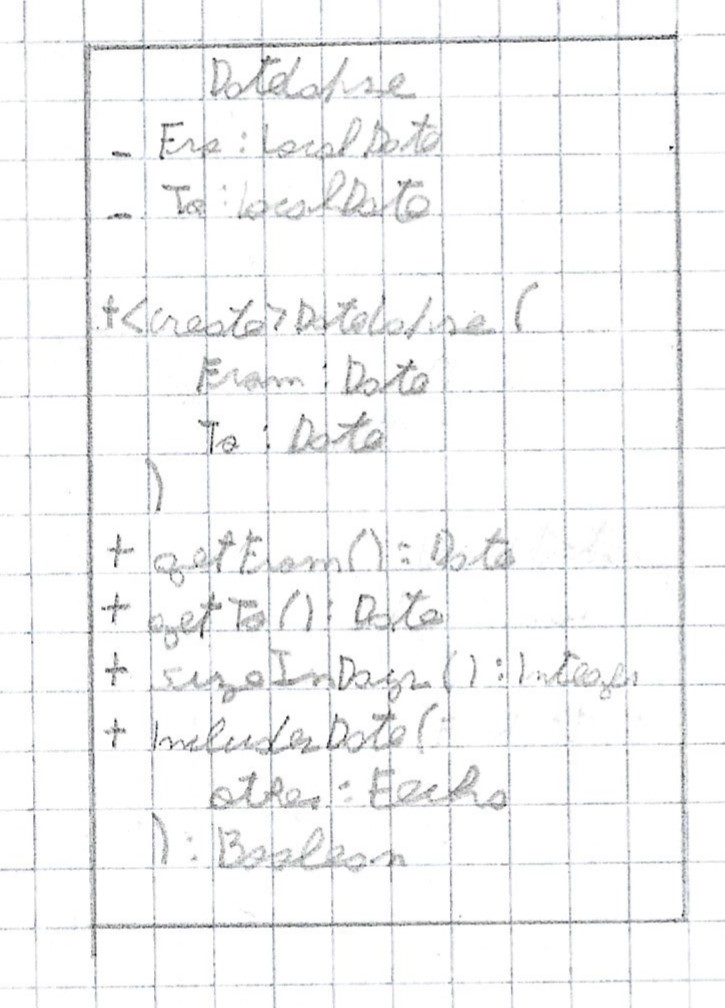 DateLapse
- From : LocalDate
- To : LocalDate
+<create>DateLapse (
From : Date
To : Date
)
+ getFrom() : Date
+ getTo() : Date
+ sizeInDays() : Integer
+ includesDate(
other : Fecha
) : Boolean